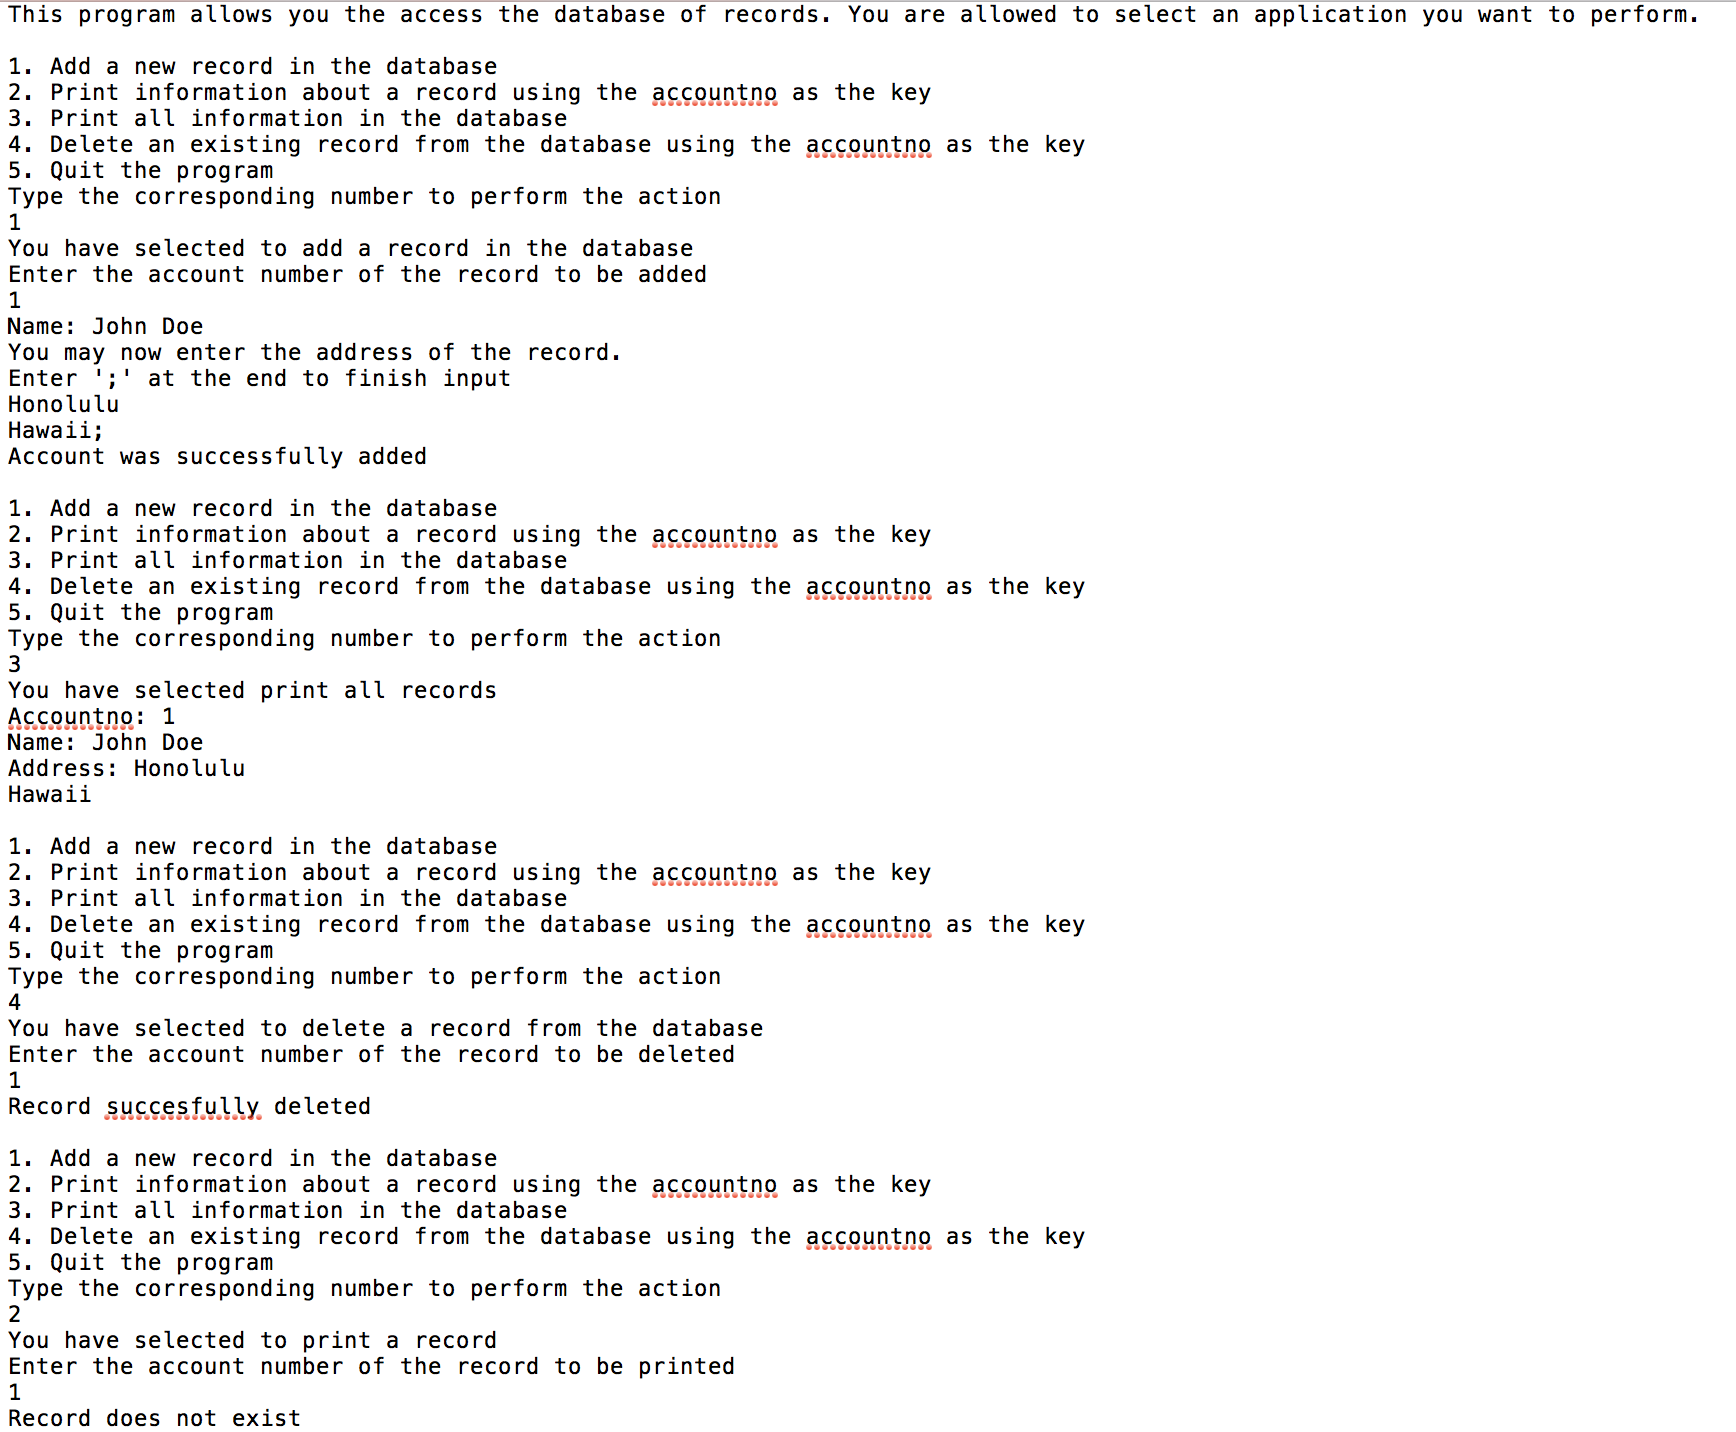 This program allows you the access the database of records. You are allowed to select an application you want to perform.
1. Add a new record in the database
2. Print information about a record using the accountno as the key
3. Print all information in the database
4. Delete an existing record from the database using the accountno as the key
5. Quit the program
Type the corresponding number to perform the action
1
You have selected to add a record in the database
Enter the account number of the record to be added
1
Name: John Doe
You may now enter the address of the record.
Enter ';' at the end to finish input
Honolulu
Hawaii;
Account was successfully added
1. Add a new record in the database
2. Print information about a record using the accountno as the key
3. Print all information in the database
4. Delete an existing record from the database using the accountno as the key
5. Quit the program
Type the corresponding number to perform the action
3
You have selected print all records
Accountno: 1
Name: John Doe
Address: Honolulu
Hawaii
1. Add a new record in the database
2. Print information about a record using the accountno as the key
3. Print all information in the database
4. Delete an existing record from the database using the accountno as the key
5. Quit the program
Type the corresponding number to perform the action
4
You have selected to delete a record from the database
Enter the account number of the record to be deleted
1
Record succesfully deleted
1. Add a new record in the database
2. Print information about a record using the accountno as the key
3. Print all information in the database
4. Delete an existing record from the database using the accountno as the key
5. Quit the program
Type the corresponding number to perform the action
2
You have selected to print a record
Enter the account number of the record to be printed
1
Record does not exist